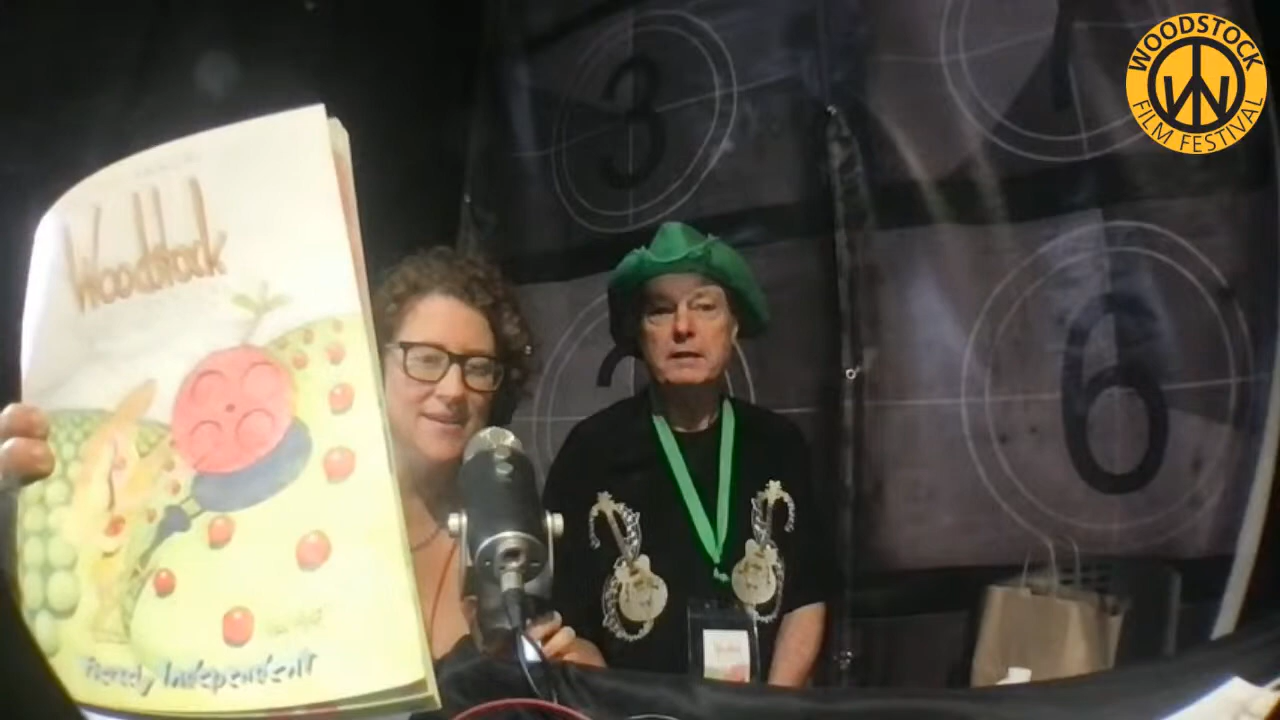 WOODSTOCK
FILM FESTIVAL
3
6
Woodstock
Fiercely Independent